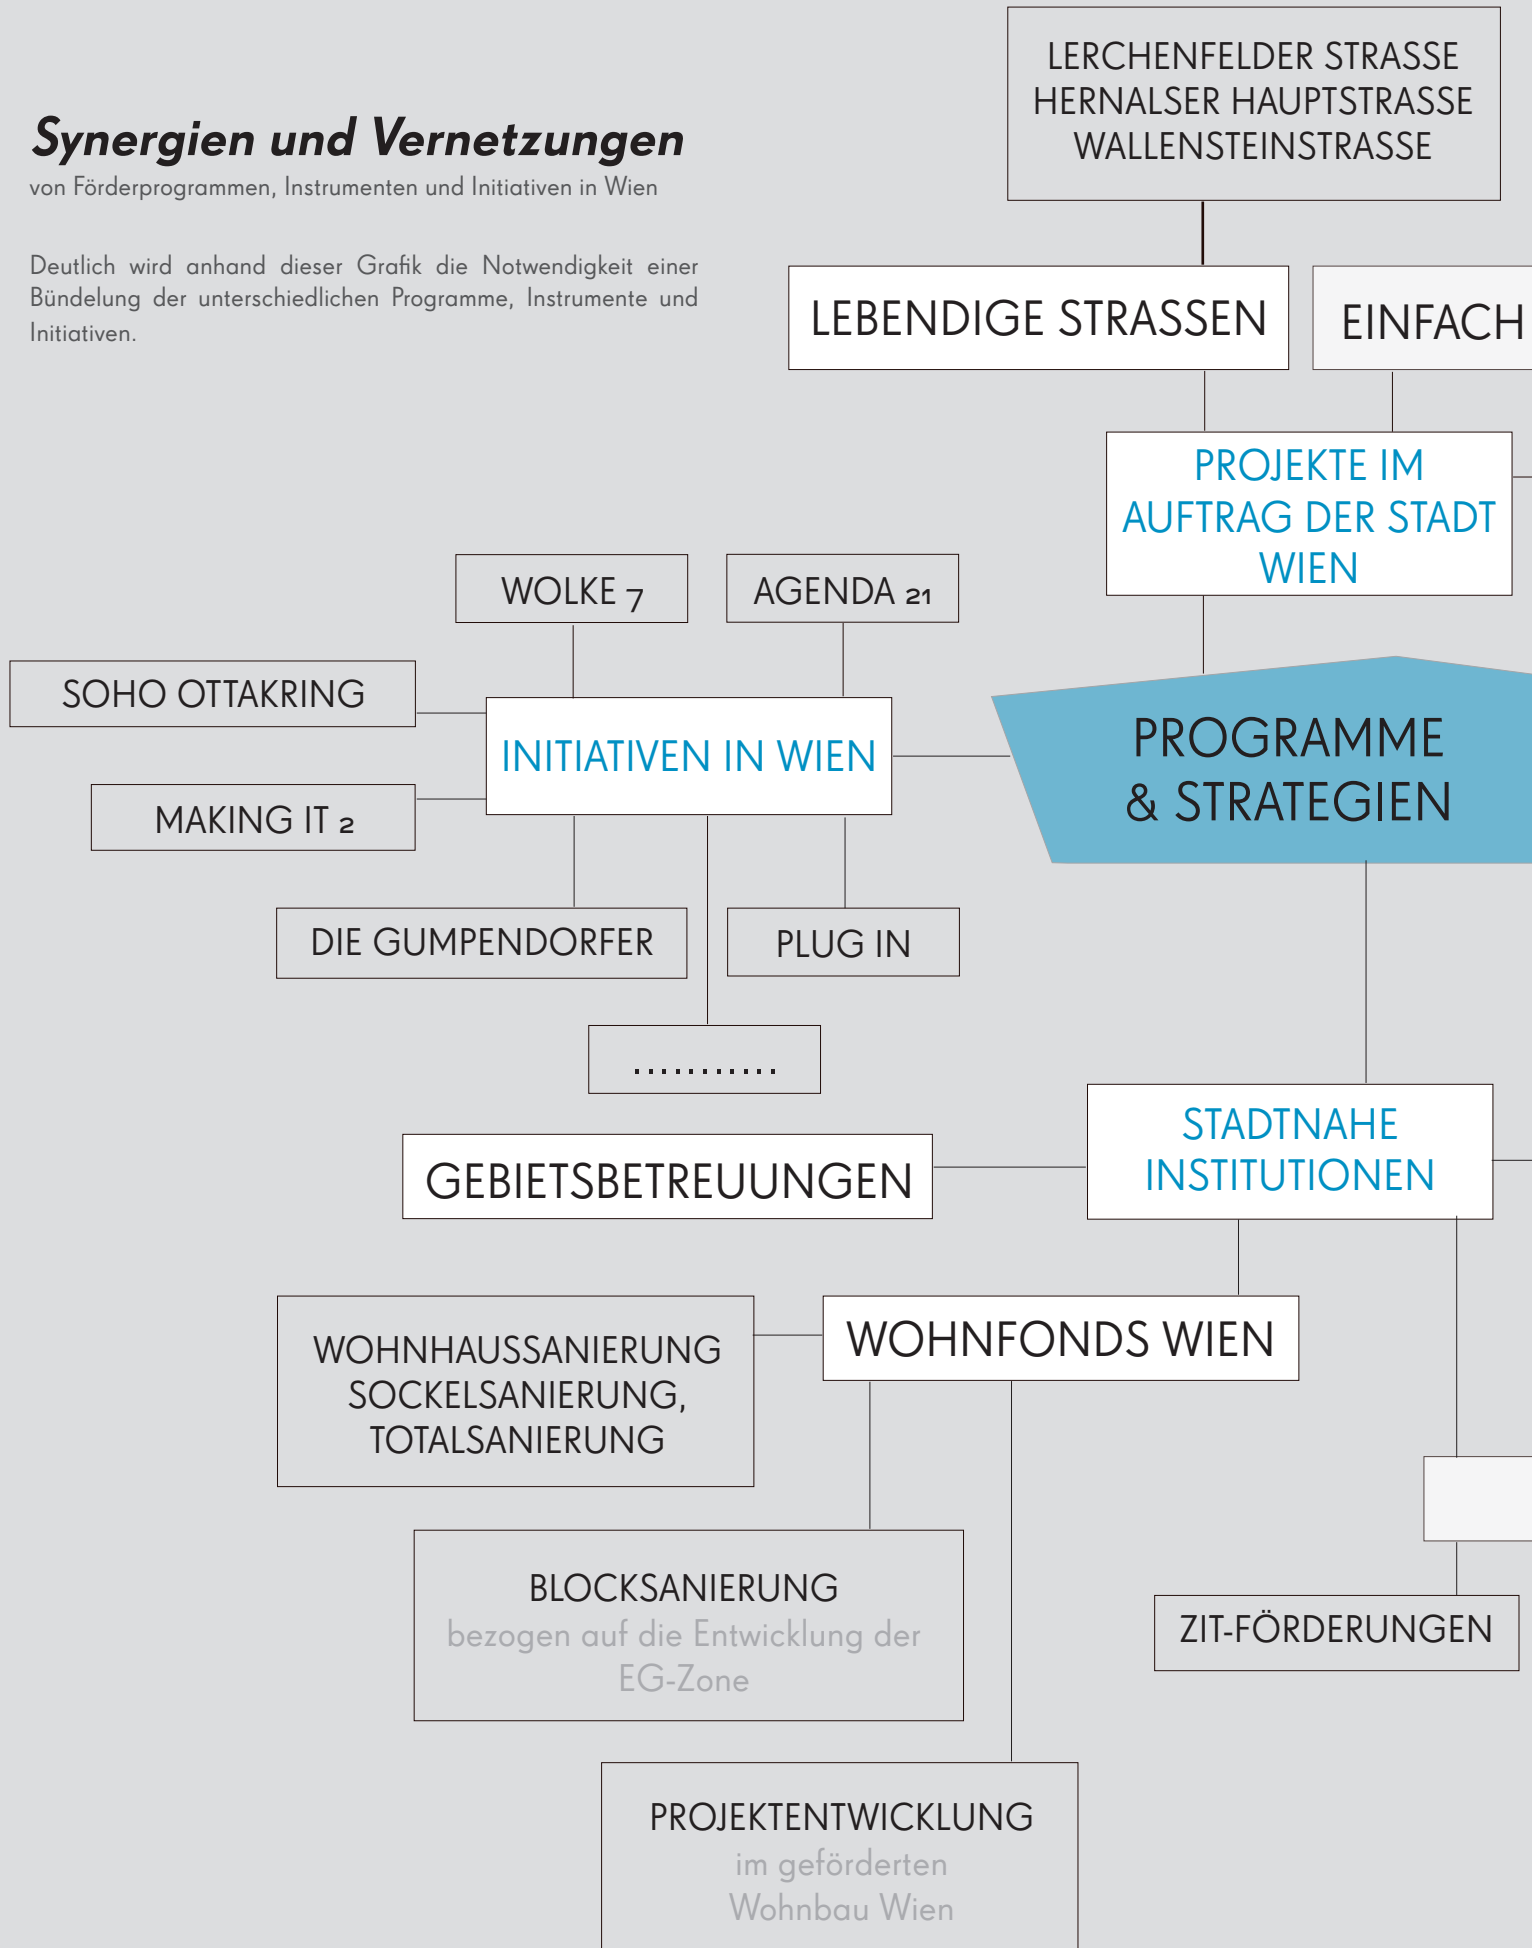 Synergien und Vernetzungen
von Förderprogrammen, Instrumenten und Initiativen in Wien
Deutlich wird anhand dieser Grafik die Notwendigkeit einer
Bündelung der unterschiedlichen Programme, Instrumente und
Initiativen.
LERCHENFELDER STRASSE
HERNALSER HAUPTSTRASSE
WALLENSTEINSTRASSE
LEBENDIGE STRASSEN
EINFACH
PROJEKTE IM
AUFTRAG DER STADT
WIEN
WOLKE 7
AGENDA 21
SOHO OTTAKRING
INITIATIVEN IN WIEN
MAKING IT 2
PROGRAMME
& STRATEGIEN
DIE GUMPENDORFER
PLUG IN
...........
STADTNAHE
INSTITUTIONEN
GEBIETSBETREUUNGEN
WOHNFONDS WIEN
WOHNHAUSSANIERUNG
SOCKELSANIERUNG,
TOTALSANIERUNG
BLOCKSANIERUNG
bezogen auf die Entwicklung der
EG-Zone
ZIT-FÖRDERUNGEN
PROJEKTENTWICKLUNG
im geförderten
Wohnbau Wien